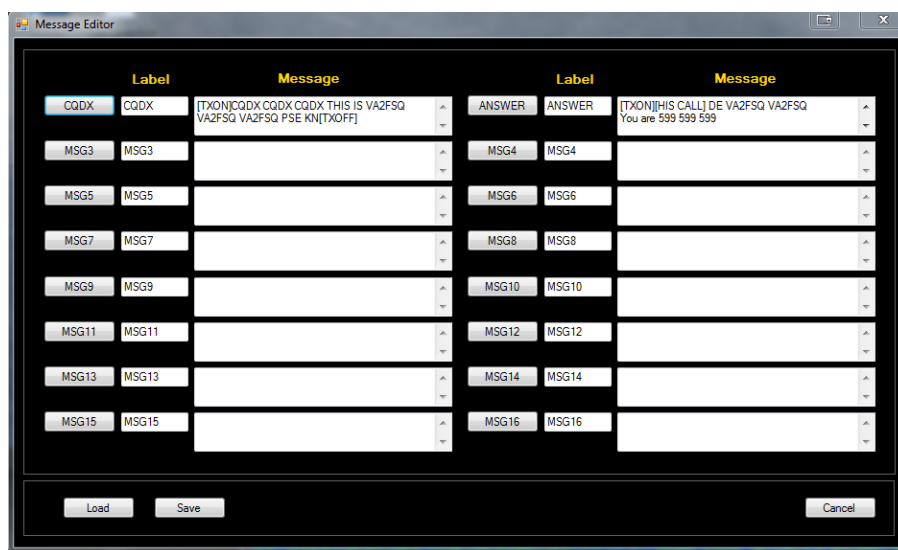 Message Editor
Label Message Label Message
CQDX CQDX [TXON]CQDX CQDX CQDX THIS IS VA2FSQ ANSWER ANSWER [TXON][HIS CALL] DE VA2FSQ VA2FSQ
VA2FSQ VA2FSQ PSE KN[TXOFF] You are 599 599 599
MSG3 MSG3 MSG4 MSG4
MSG5 MSG5 MSG6 MSG6
MSG7 MSG7 MSG8 MSG8
MSG9 MSG9 MSG10 MSG10
MSG11 MSG11 MSG12 MSG12
MSG13 MSG13 MSG14 MSG14
MSG15 MSG15 MSG16 MSG16
Load Save Cancel